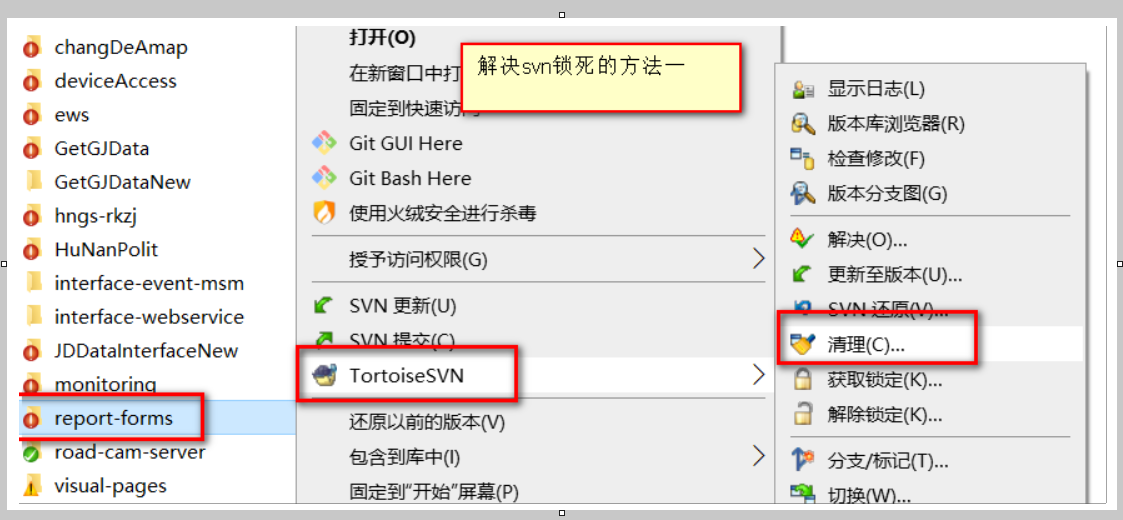 changDeAmap
deviceAccess
ews
GetGJData
GetGJDataNew
hngs-rkzj
HuNanPolit
interface-event-msm
interface-webservice
JDDataInterfaceNew
monitoring
report-forms
road-cam-server
visual-pages
打开(O)
在新窗口中打
固定到快速访问
Git GUI Here
Git Bash Here
使用火绒安全进行杀毒
授予访问权限(G)
SVN 更新(U)
SVN 提交(C)...
TortoiseSVN
还原以前的版本(V)
包含到库中(I)
固定到"开始"屏幕(P)
解决svn锁死的方法一
显示日志(L)
版本库浏览器(R)
检查修改(F)
版本分支图(G)
解决(O)...
更新至版本(U)...
SVN 还原(V)...
清理(C)...
获取锁定(K)...
解除锁定(K)...
分支/标记(T)...
切换(W)...